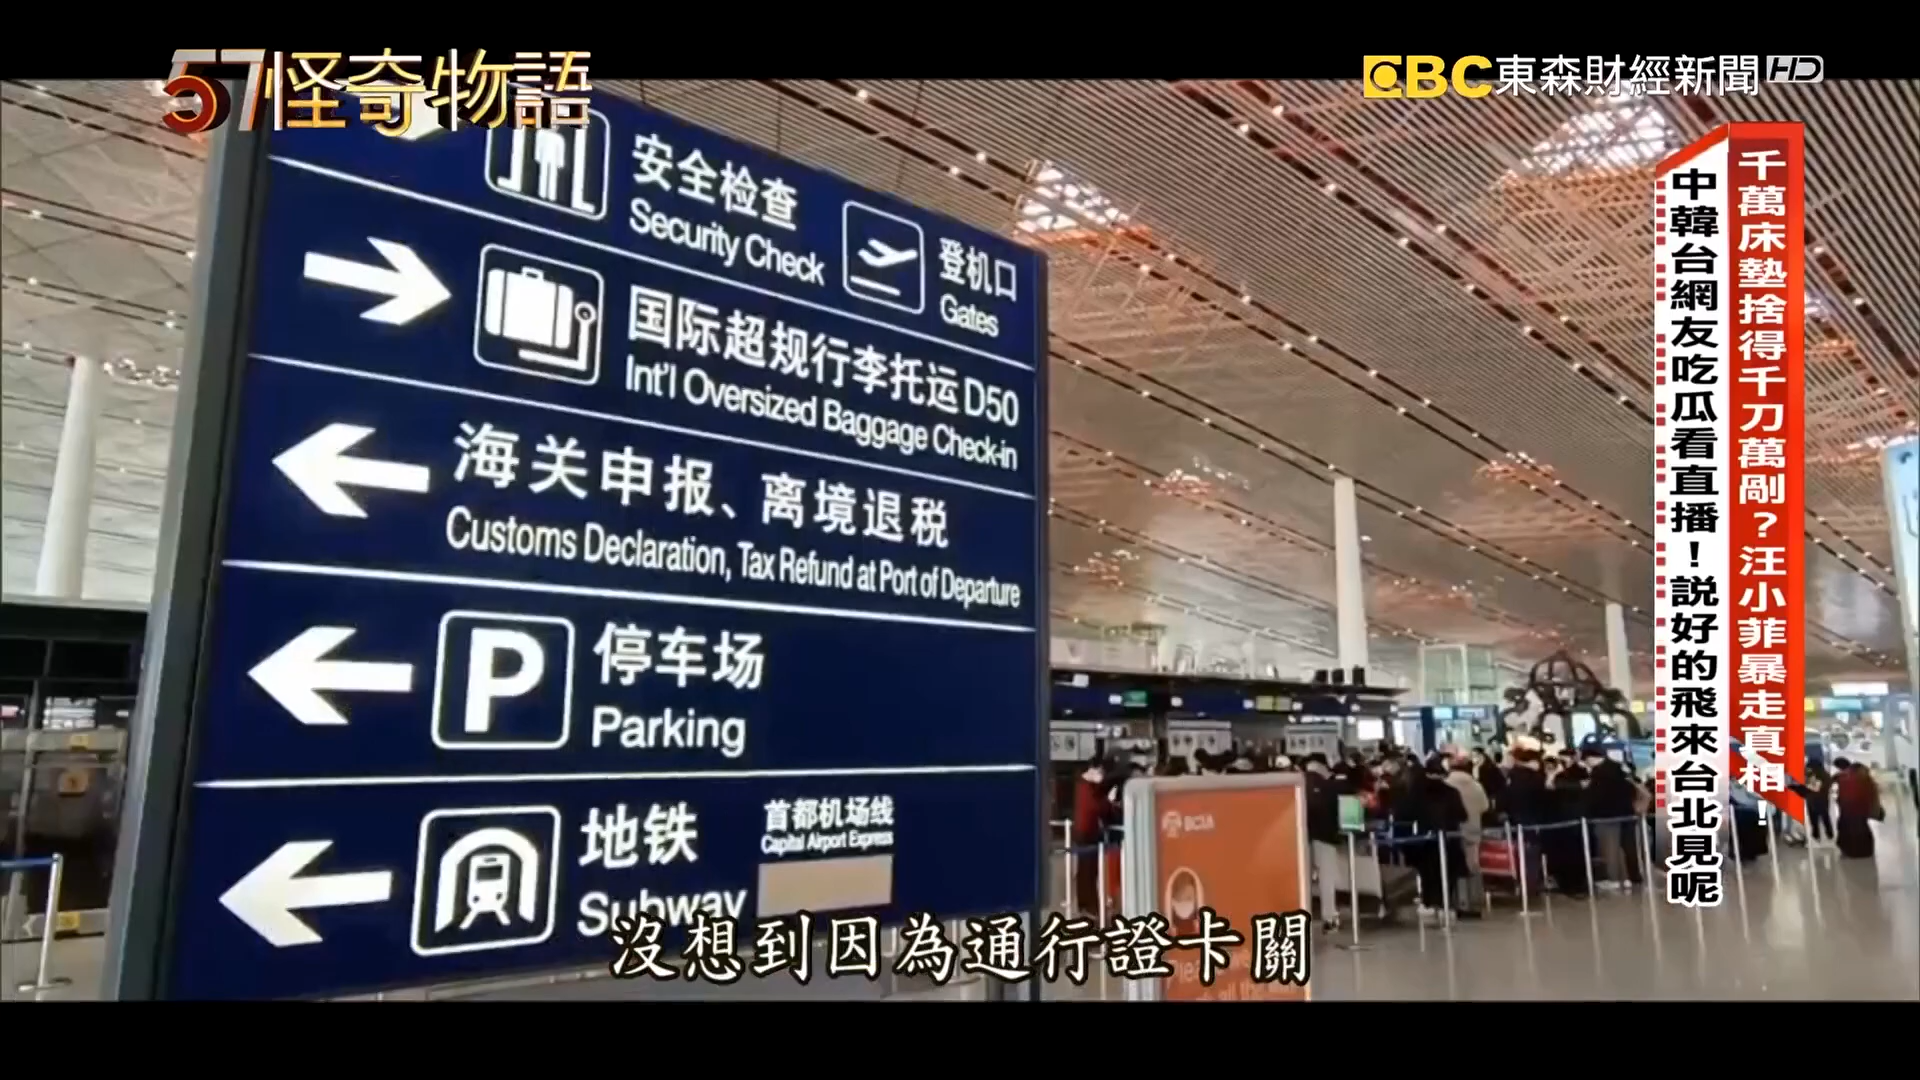 57怪奇物語
EBC東森財經新聞HD
千萬床墊捨得千刀萬剮?汪小菲暴走真相!
中韓台網友吃瓜看直播!説好的飛來台北見呢
安全检查
Security Check
登机口
Gates
国际超规行李托运D50
Int'l Oversized Baggage Check-in
海关申报、离境退税
Customs Declaration, Tax Refund at Port of Departure
P
停车场
Parking
地铁
Subway
首都机场线
Capital Airport Express
BCIA
沒想到因為通行證卡關